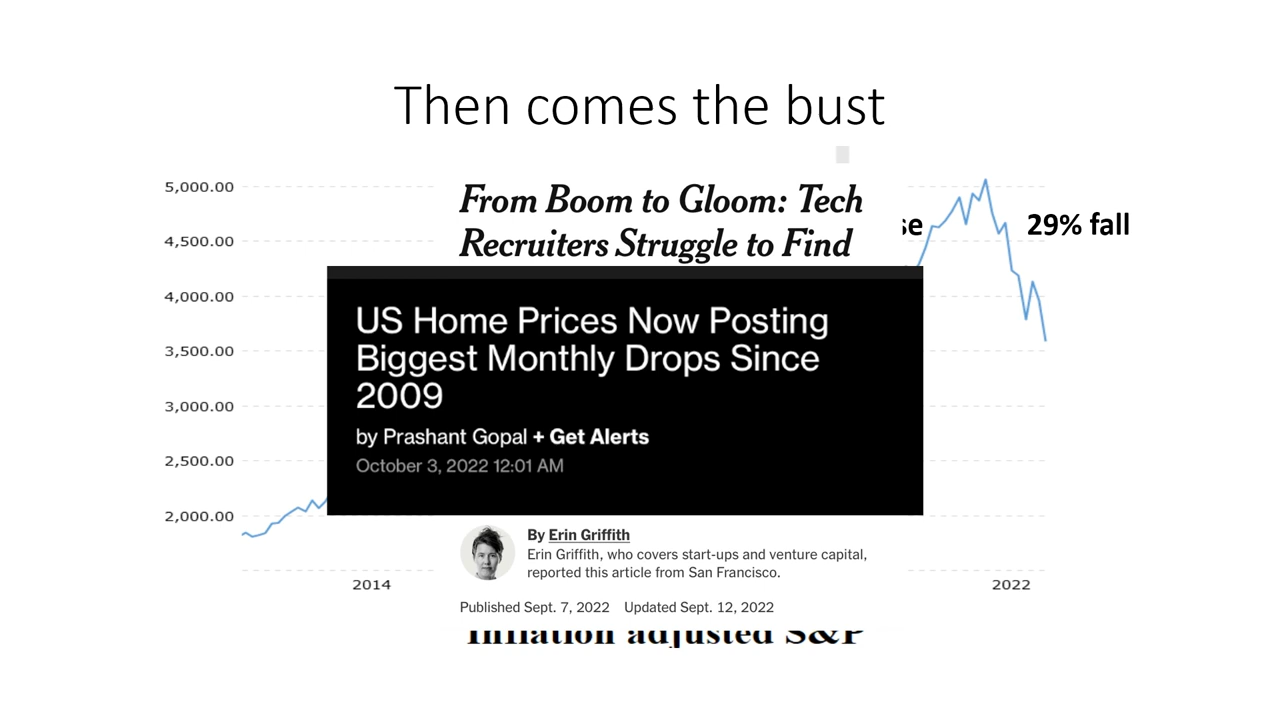 Then comes the bust
5,000.00
4,500.00
4,000.00
3,500.00
3,000.00
2,500.00
2,000.00
2014
2022
From Boom to Gloom: Tech
Recruiters Struggle to Find
se
29% fall
US Home Prices Now Posting
Biggest Monthly Drops Since
2009
by Prashant Gopal + Get Alerts
October 3, 2022 12:01 AM
By Erin Griffith
Erin Griffith, who covers start-ups and venture capital,
reported this article from San Francisco.
Published Sept. 7, 2022 Updated Sept. 12, 2022
Inflation adjusted S&P